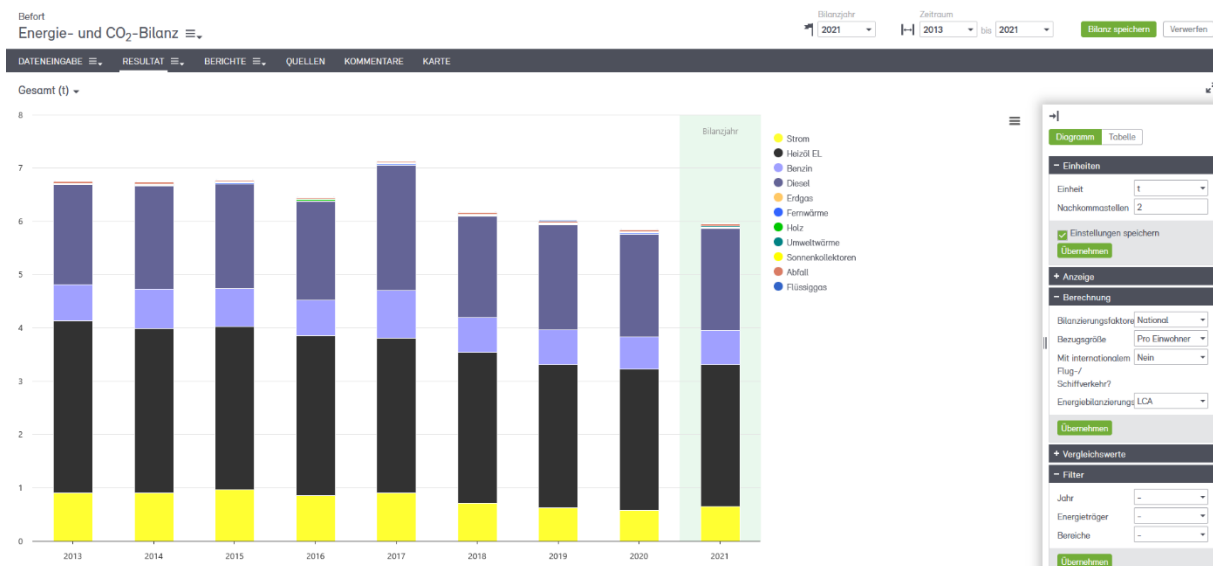 Befort
Energie- und CO₂-Bilanz
Bilanzjahr
2021
Zeitraum
2013 bis 2021
Bilanz speichern
Verwerfen
DATENEINGABE RESULTAT BERICHTE QUELLEN KOMMENTARE KARTE
Gesamt (t)
8
7
6
5
4
3
2
1
0
2013 2014 2015 2016 2017 2018 2019 2020 2021
Bilanzjahr
Strom
Heizöl EL
Benzin
Diesel
Erdgas
Fernwärme
Holz
Umweltwärme
Sonnenkollektoren
Abfall
Flüssiggas
Diagramm Tabelle
− Einheiten
Einheit t
Nachkommastellen 2
Einstellungen speichern
Übernehmen
+ Anzeige
− Berechnung
Bilanzierungsfaktore National
Bezugsgröße Pro Einwohner
Mit internationalem Nein
Flug-/
Schiffverkehr?
Energiebilanzierungs LCA
Übernehmen
+ Vergleichswerte
− Filter
Jahr -
Energieträger -
Bereiche -
Übernehmen